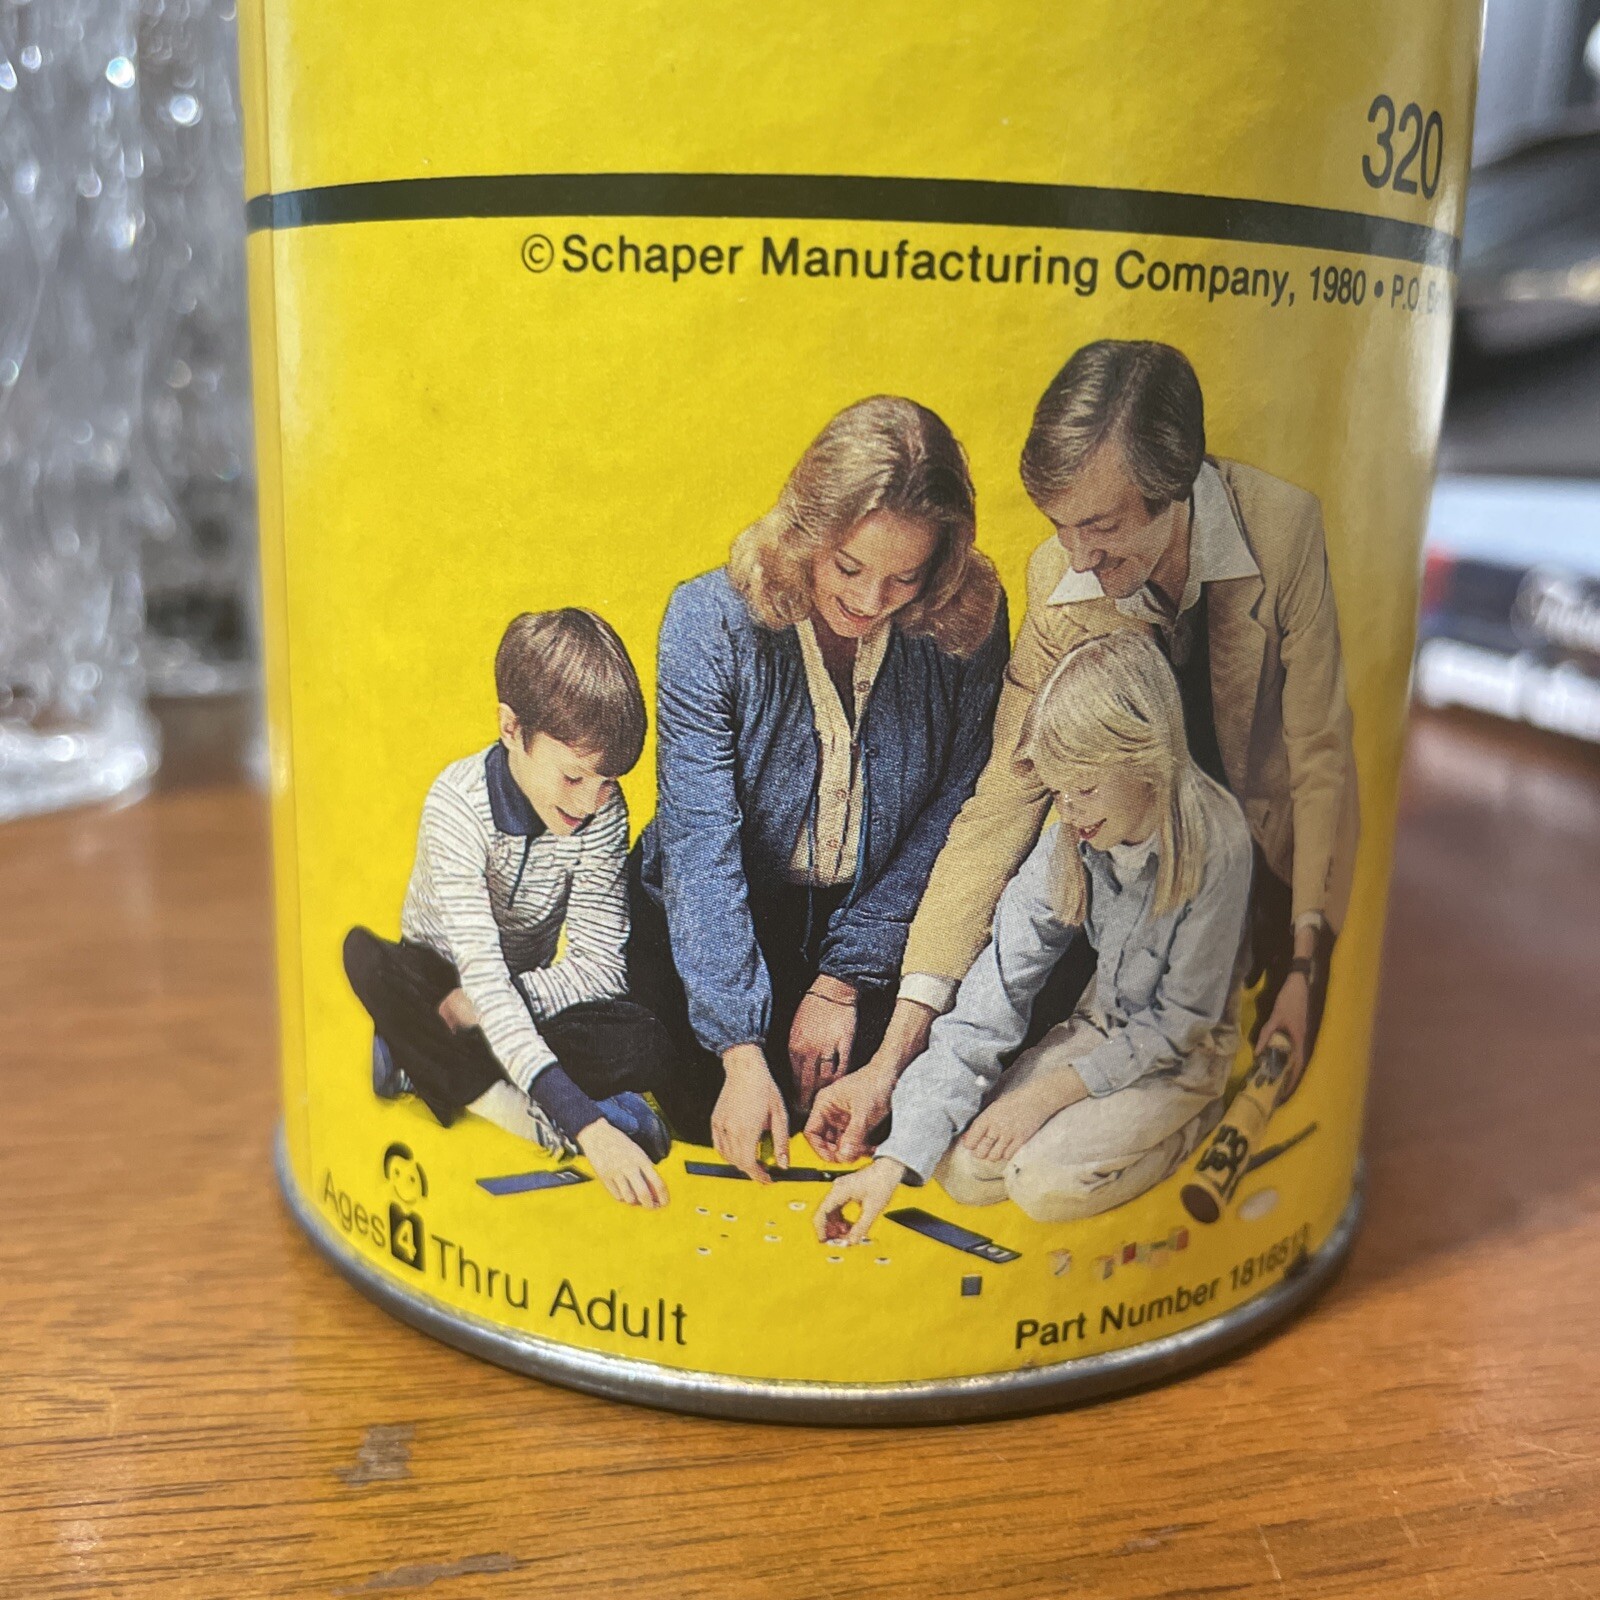 320
©Schaper Manufacturing Company, 1980 • P.O.
Ages 4 Thru Adult
Part Number